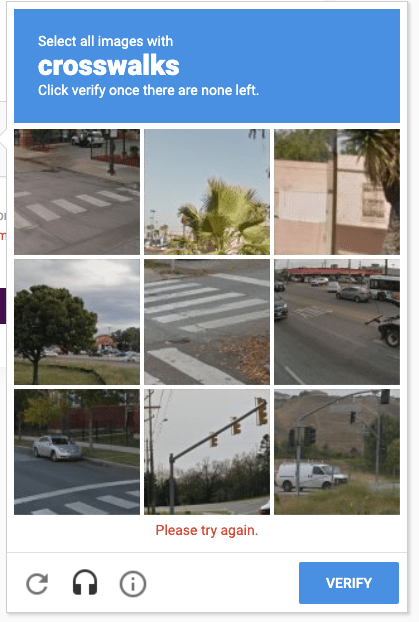 Select all images with
crosswalks
Click verify once there are none left.
Please try again.
VERIFY